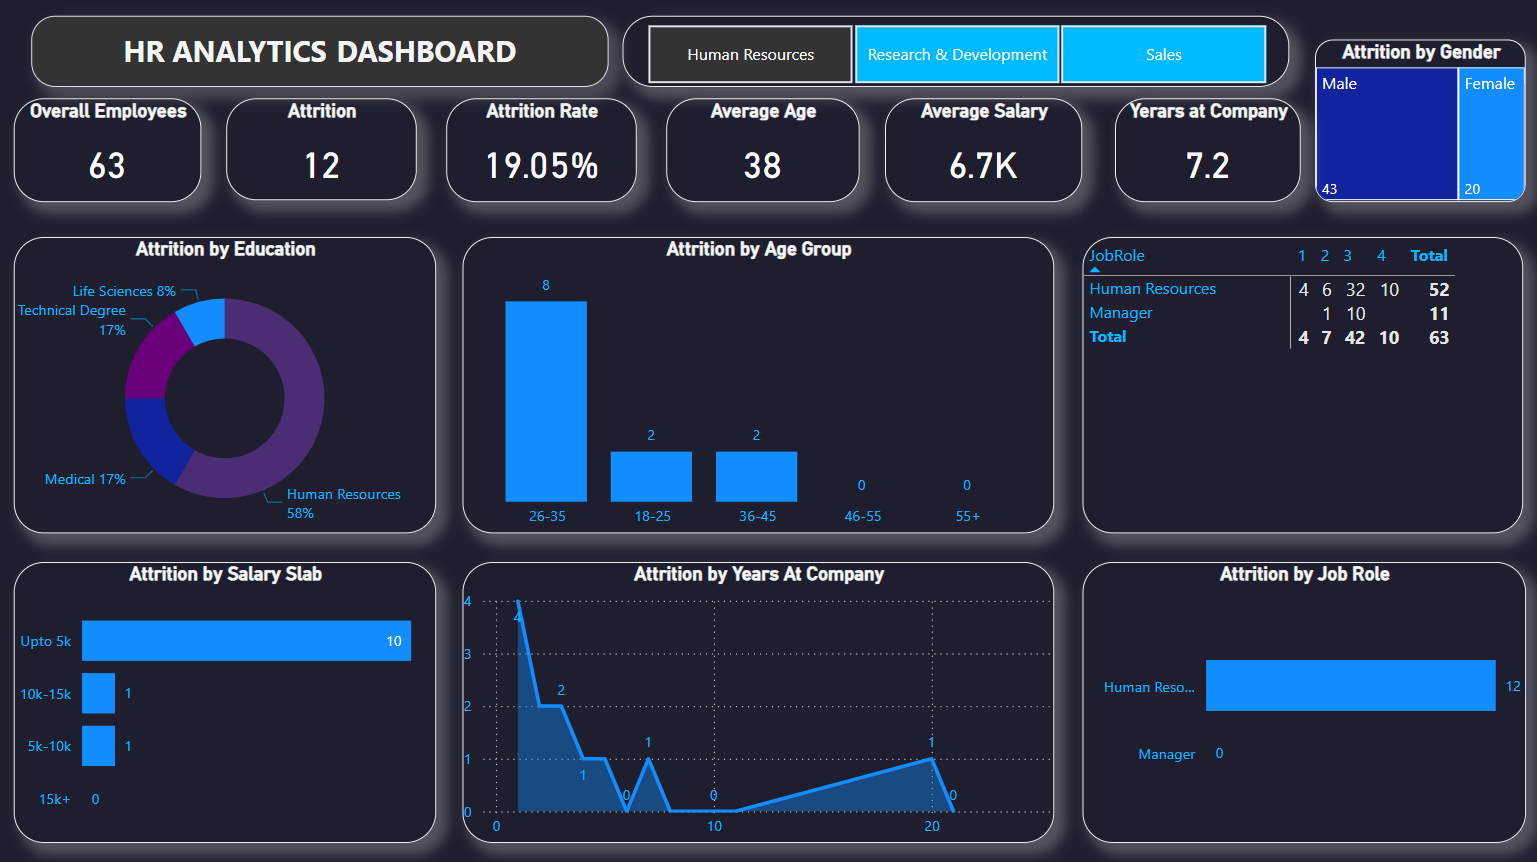 HR ANALYTICS DASHBOARD
Human Resources
Research & Development
Sales
Attrition by Gender
Male
Female
43
20
Overall Employees
63
Attrition
12
Attrition Rate
19.05%
Average Age
38
Average Salary
6.7K
Yerars at Company
7.2
Attrition by Education
Life Sciences 8%
Technical Degree
17%
Medical 17%
Human Resources
58%
Attrition by Age Group
8
2
2
0
0
26-35
18-25
36-45
46-55
55+
JobRole 1 2 3 4 Total
Human Resources 4 6 32 10 52
Manager 1 10 11
Total 4 7 42 10 63
Attrition by Salary Slab
Upto 5k 10
10k-15k 1
5k-10k 1
15k+ 0
Attrition by Years At Company
4
3
2
1
0
4
2
1
0
1
0
1
0
0
10
20
Attrition by Job Role
Human Reso... 12
Manager 0